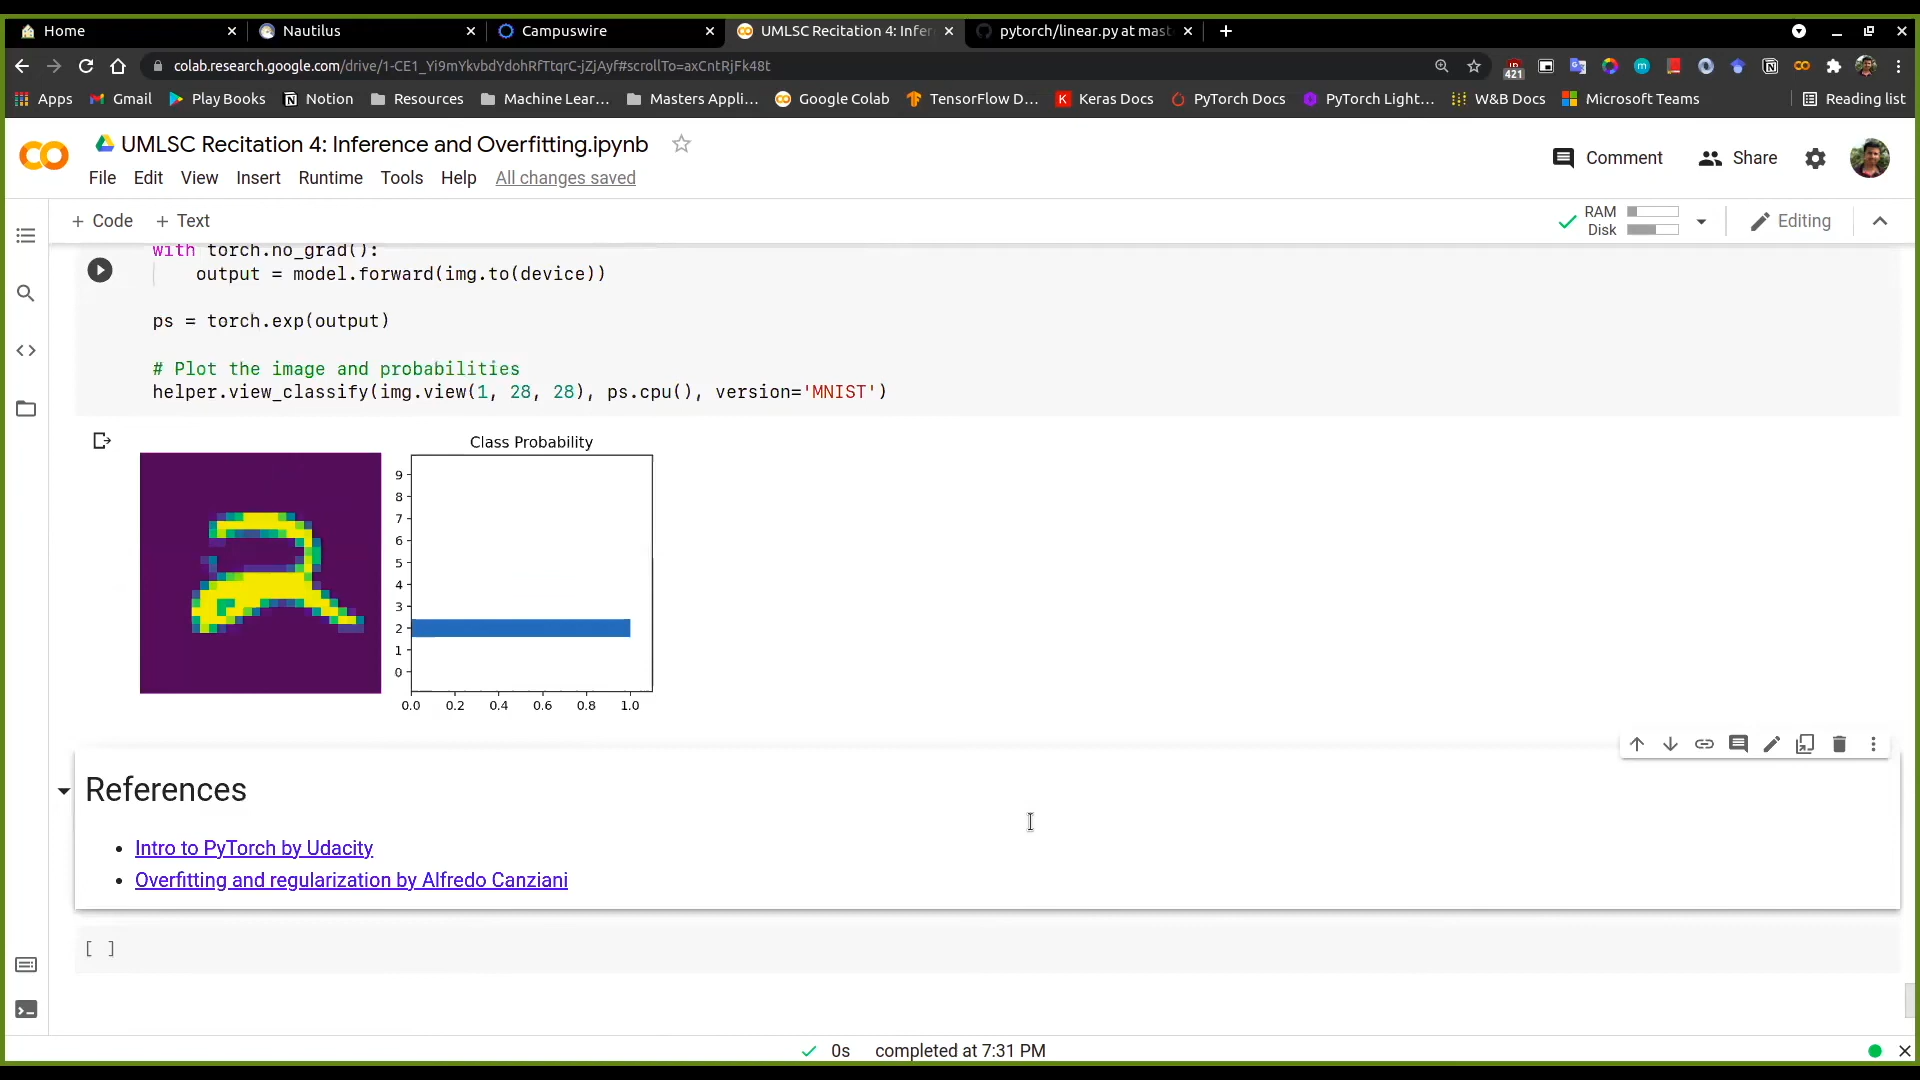 Home
Nautilus
Campuswire
UMLSC Recitation 4: Infer
pytorch/linear.py at mast
colab.research.google.com/drive/1-CE1_Yi9mYkvbdYdohRfTtqrC-jZjAyf#scrollTo=axCntRjFk48t
421
Apps
Gmail
Play Books
Notion
Resources
Machine Lear...
Masters Appli...
Google Colab
TensorFlow D...
Keras Docs
PyTorch Docs
PyTorch Light...
W&B Docs
Microsoft Teams
Reading list
UMLSC Recitation 4: Inference and Overfitting.ipynb
Comment
Share
File Edit View Insert Runtime Tools Help All changes saved
+ Code + Text
RAM
Disk
Editing
with torch.no_grad():
output = model.forward(img.to(device))
ps = torch.exp(output)
# Plot the image and probabilities
helper.view_classify(img.view(1, 28, 28), ps.cpu(), version='MNIST')
Class Probability
9
8
7
6
5
4
3
2
1
0
0.0 0.2 0.4 0.6 0.8 1.0
References
• Intro to PyTorch by Udacity
• Overfitting and regularization by Alfredo Canziani
[ ]
0s completed at 7:31 PM